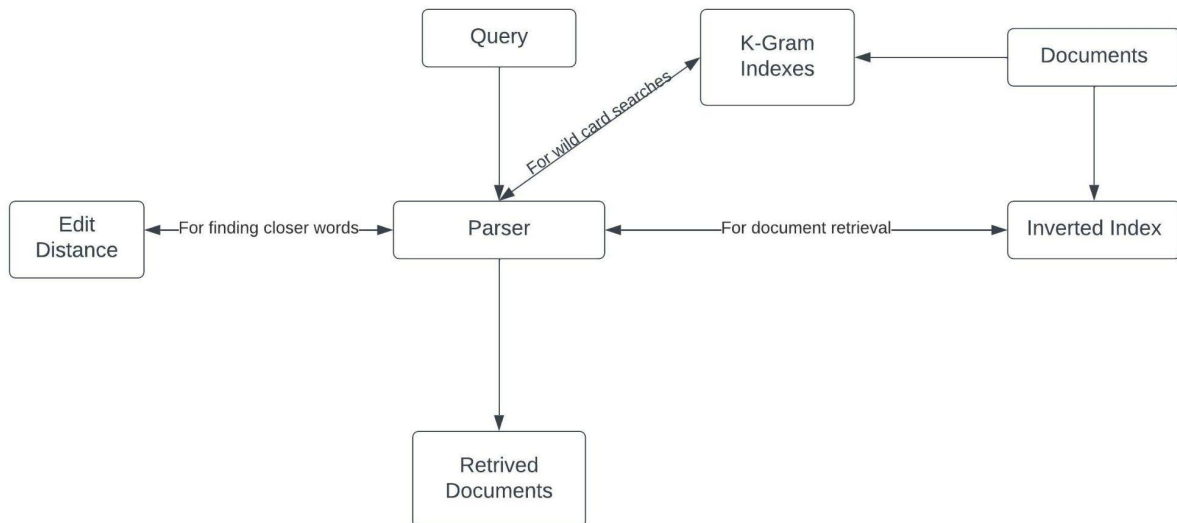 Query
K-Gram
Indexes
Documents
For wild card searches
Edit
Distance
For finding closer words
Parser
For document retrieval
Inverted Index
Retrived
Documents